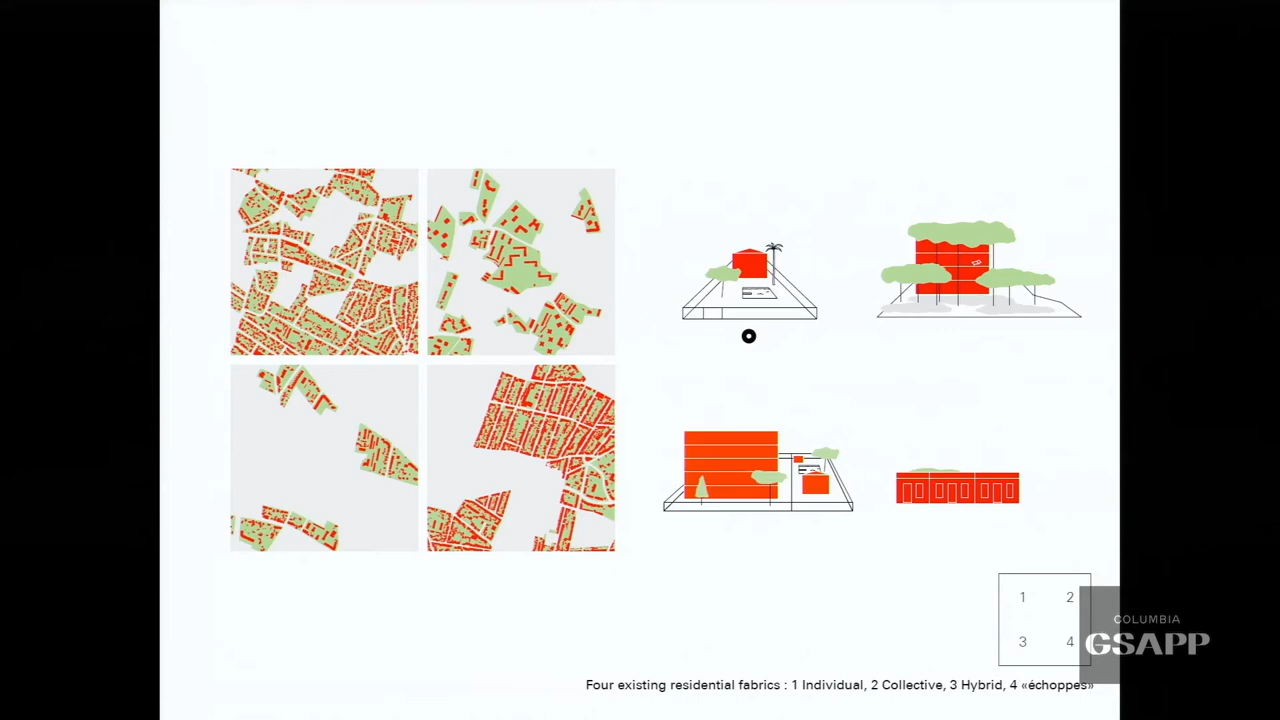 1 2
3 4
COLUMBIA
GSAPP
Four existing residential fabrics : 1 Individual, 2 Collective, 3 Hybrid, 4 «échoppes»